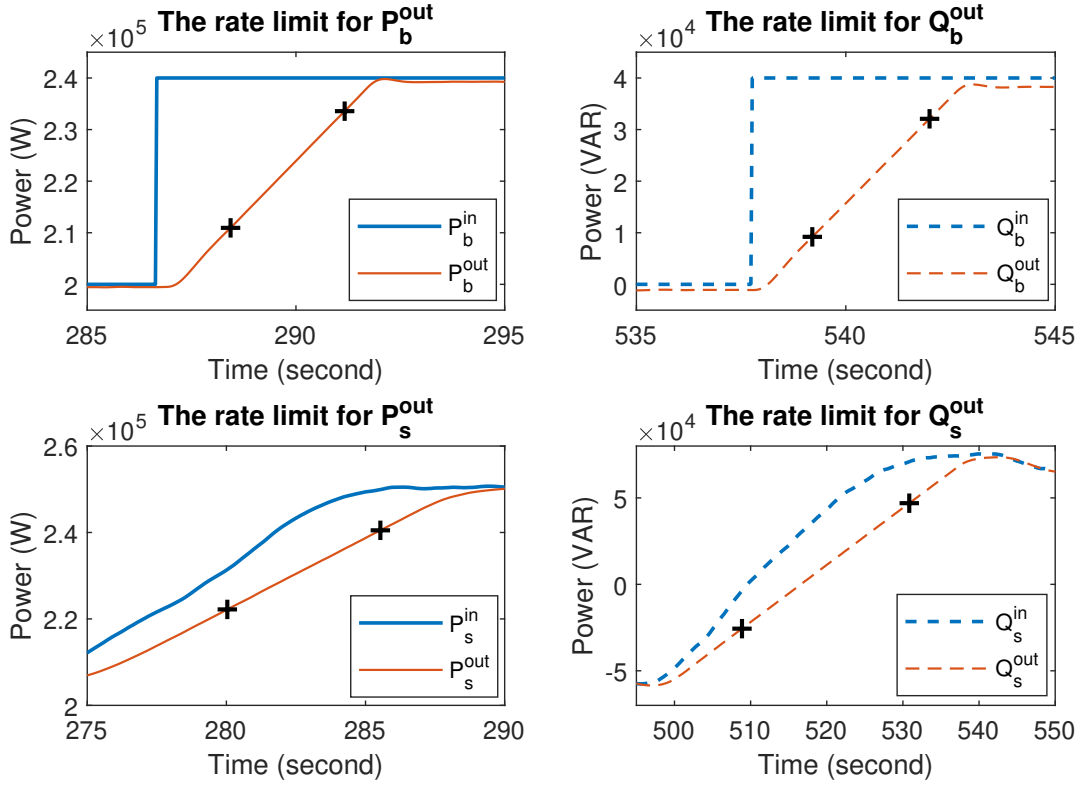 The rate limit for P_b^out
×10^5
2.4
2.3
2.2
2.1
2
285
290
295
Power (W)
Time (second)
P_b^in
P_b^out
The rate limit for Q_b^out
×10^4
4
3
2
1
0
535
540
545
Power (VAR)
Time (second)
Q_b^in
Q_b^out
The rate limit for P_s^out
×10^5
2.6
2.4
2.2
2
275
280
285
290
Power (W)
Time (second)
P_s^in
P_s^out
The rate limit for Q_s^out
×10^4
5
0
-5
500
510
520
530
540
550
Power (VAR)
Time (second)
Q_s^in
Q_s^out